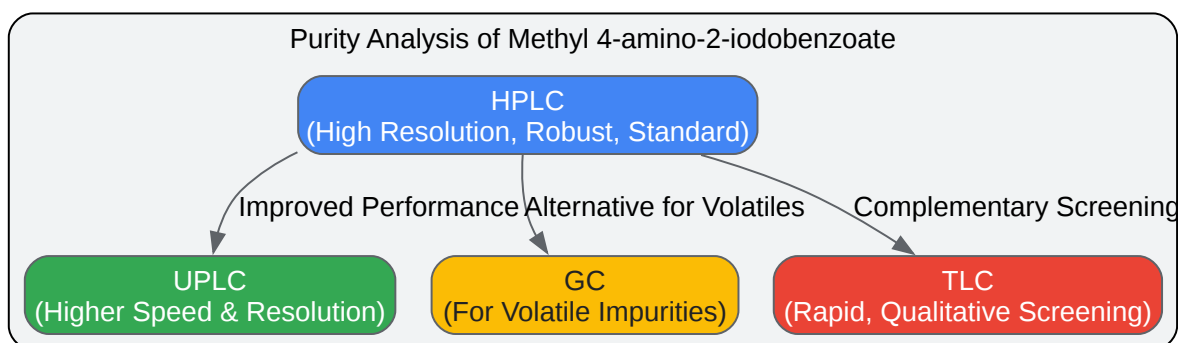 Purity Analysis of Methyl 4-amino-2-iodobenzoate
HPLC
(High Resolution, Robust, Standard)
Improved Performance
Alternative for Volatiles
Complementary Screening
UPLC
(Higher Speed & Resolution)
GC
(For Volatile Impurities)
TLC
(Rapid, Qualitative Screening)